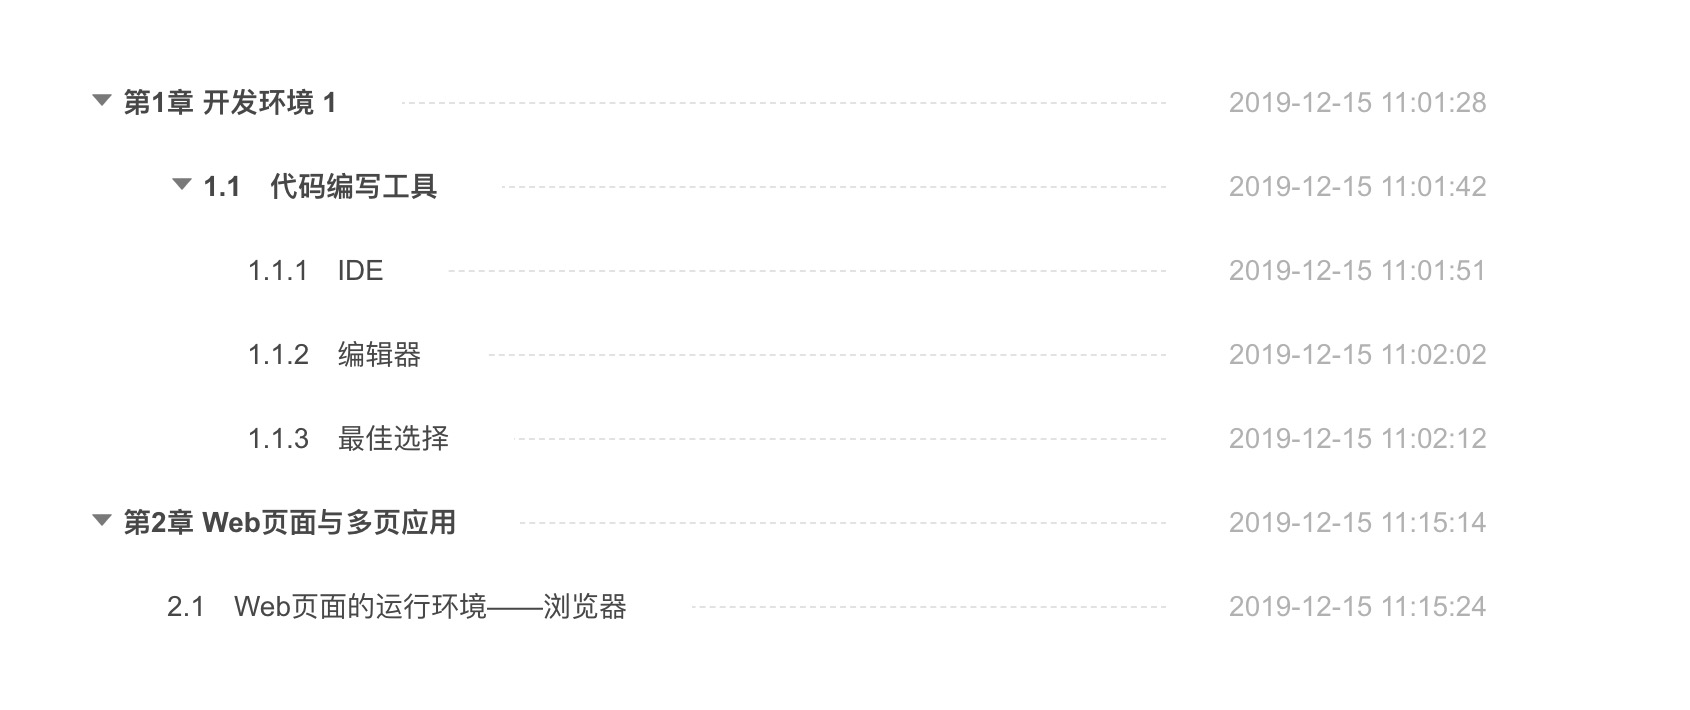 第1章 开发环境 1 2019-12-15 11:01:28
1.1 代码编写工具 2019-12-15 11:01:42
1.1.1 IDE 2019-12-15 11:01:51
1.1.2 编辑器 2019-12-15 11:02:02
1.1.3 最佳选择 2019-12-15 11:02:12
第2章 Web页面与多页应用 2019-12-15 11:15:14
2.1 Web页面的运行环境——浏览器 2019-12-15 11:15:24